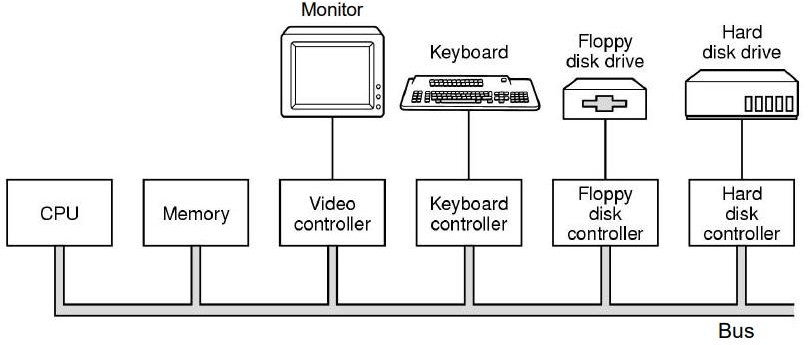 Monitor
Keyboard
Floppy
disk drive
Hard
disk drive
CPU
Memory
Video
controller
Keyboard
controller
Floppy
disk
controller
Hard
disk
controller
Bus